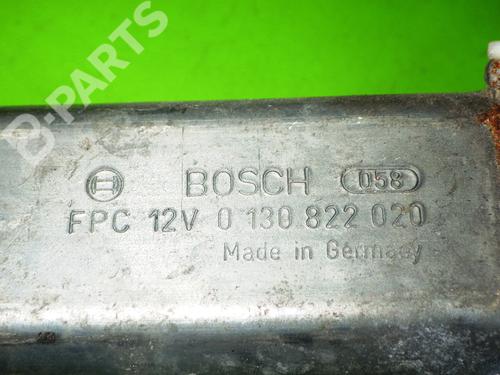 B-PARTS
BOSCH 058
FPC 12V 0 130 822 020
Made in Germany